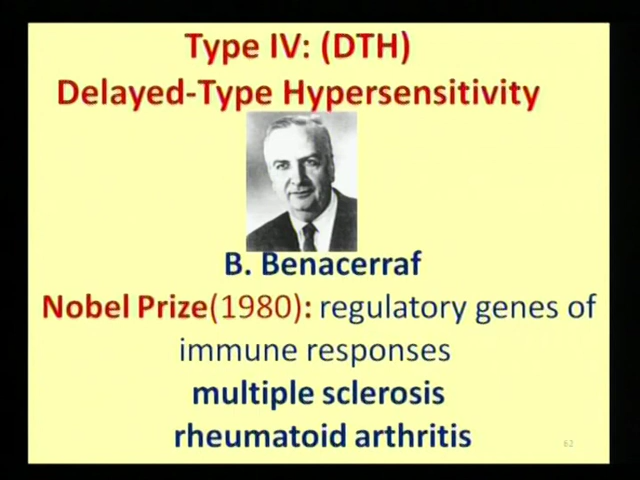 Type IV: (DTH)
Delayed-Type Hypersensitivity
B. Benacerraf
Nobel Prize(1980): regulatory genes of
immune responses
multiple sclerosis
rheumatoid arthritis
62